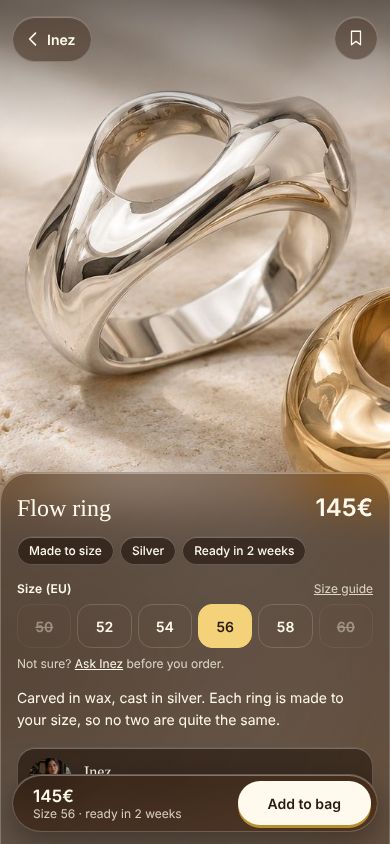 Inez
Flow ring
145€
Made to size
Silver
Ready in 2 weeks
Size (EU)
Size guide
50
52
54
56
58
60
Not sure? Ask Inez before you order.
Carved in wax, cast in silver. Each ring is made to
your size, so no two are quite the same.
Inez
145€
Size 56 · ready in 2 weeks
Add to bag